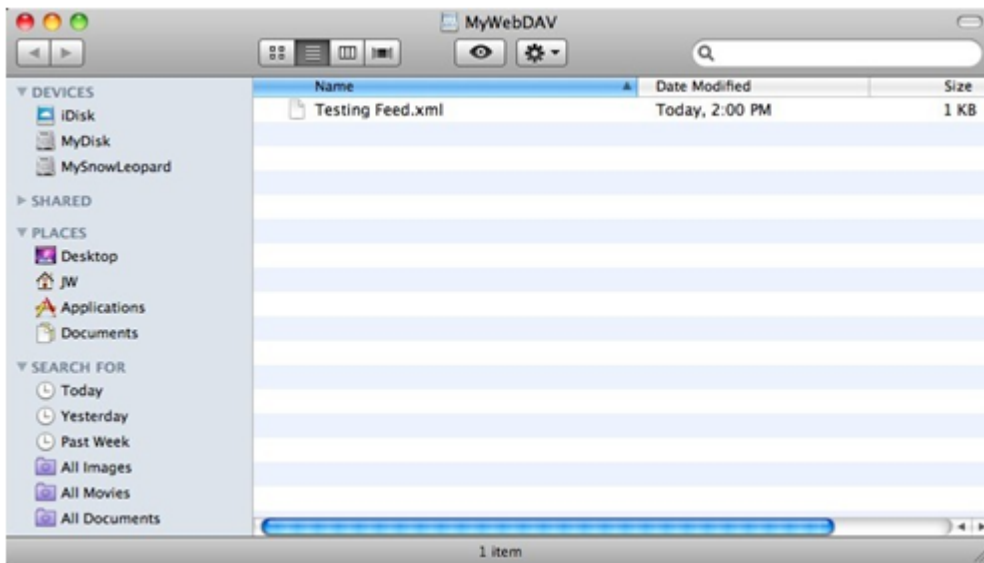 MyWebDAV
DEVICES
iDisk
MyDisk
MySnowLeopard
SHARED
PLACES
Desktop
JW
Applications
Documents
SEARCH FOR
Today
Yesterday
Past Week
All Images
All Movies
All Documents
Name Date Modified Size
Testing Feed.xml Today, 2:00 PM 1 KB
1 item